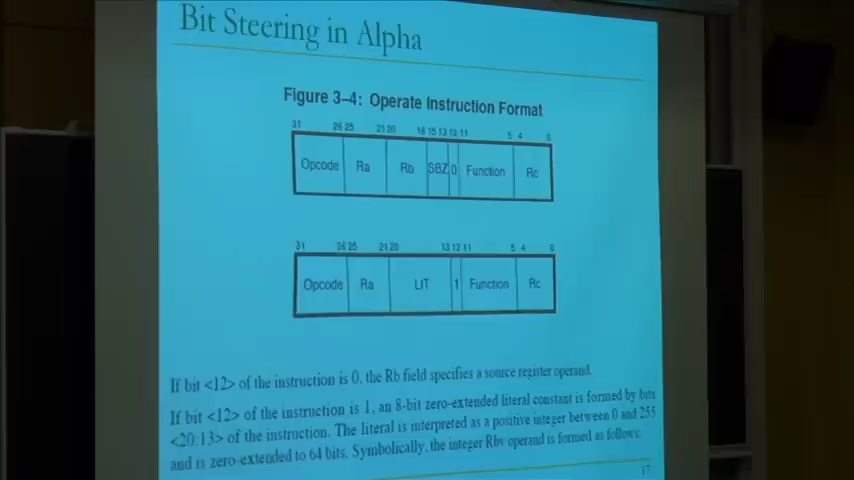 Bit Steering in Alpha
Figure 3–4: Operate Instruction Format
31 26 25 21 20 16 15 13 12 11 5 4 0
Opcode Ra Rb SBZ 0 Function Rc
31 26 25 21 20 13 12 11 5 4 0
Opcode Ra LIT 1 Function Rc
If bit <12> of the instruction is 0, the Rb field specifies a source register operand.
If bit <12> of the instruction is 1, an 8-bit zero-extended literal constant is formed by bits
<20:13> of the instruction. The literal is interpreted as a positive integer between 0 and 255
and is zero-extended to 64 bits. Symbolically, the integer Rbv operand is formed as follows:
17